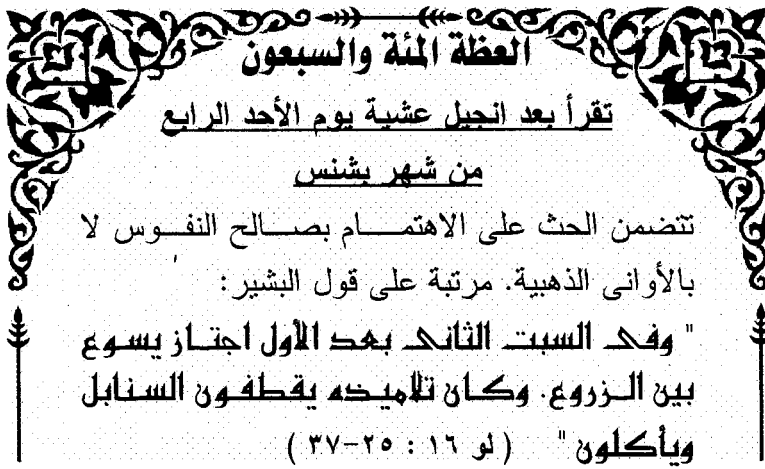 العظة المئة والسبعون
تقرأ بعد انجيل عشية يوم الأحد الرابع
من شهر بشنس
تتضمن الحث على الاهتمام بصالح النفوس لا
بالأوانى الذهبية. مرتبة على قول البشير:
" وفى السبت الثانى بعد الأول اجتاز يسوع
بين الزروع. وكان تلاميذه يقطفون السنابل
ويأكلون " ( لو ١٦ : ٢٥-٣٧ )